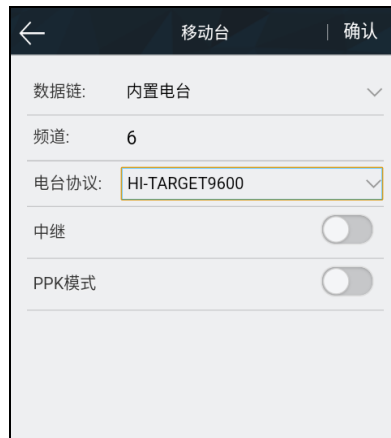 移动台 | 确认
数据链: 内置电台
频道: 6
电台协议: HI-TARGET9600
中继
PPK模式